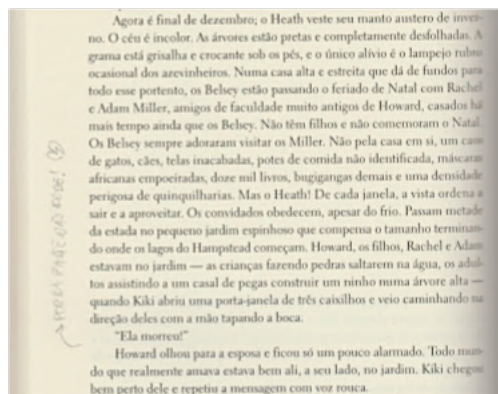 Agora é final de dezembro; o Heath veste seu manto austero de inver-
no. O céu é incolor. As árvores estão pretas e completamente desfolhadas. A
grama está grisalha e crocante sob os pés, e o único alívio é o lampejo rubro
ocasional dos azevinheiros. Numa casa alta e estreita que dá de fundos para
todo esse portento, os Belsey estão passando o feriado de Natal com Rachel
e Adam Miller, amigos de faculdade muito antigos de Howard, casados há
mais tempo ainda que os Belsey. Não têm filhos e não comemoram o Natal.
Os Belsey sempre adoraram visitar os Miller. Não pela casa em si, um caos
de gatos, cães, telas inacabadas, potes de comida não identificada, máscaras
africanas empoeiradas, doze mil livros, bugigangas demais e uma densidade
perigosa de quinquilharias. Mas o Heath! De cada janela, a vista ordena a
sair e a aproveitar. Os convidados obedecem, apesar do frio. Passam metade
da estada no pequeno jardim espinhoso que compensa o tamanho terminan-
do onde os lagos do Hampstead começam. Howard, os filhos, Rachel e Adam
estavam no jardim — as crianças fazendo pedras saltarem na água, os adul-
tos assistindo a um casal de pegas construir um ninho numa árvore alta —
quando Kiki abriu uma porta-janela de três caixilhos e veio caminhando na
direção deles com a mão tapando a boca.
"Ela morreu!"
Howard olhou para a esposa e ficou só um pouco alarmado. Todo mun-
do que realmente amava estava bem ali, a seu lado, no jardim. Kiki chegou
bem perto dele e repetiu a mensagem com voz rouca.